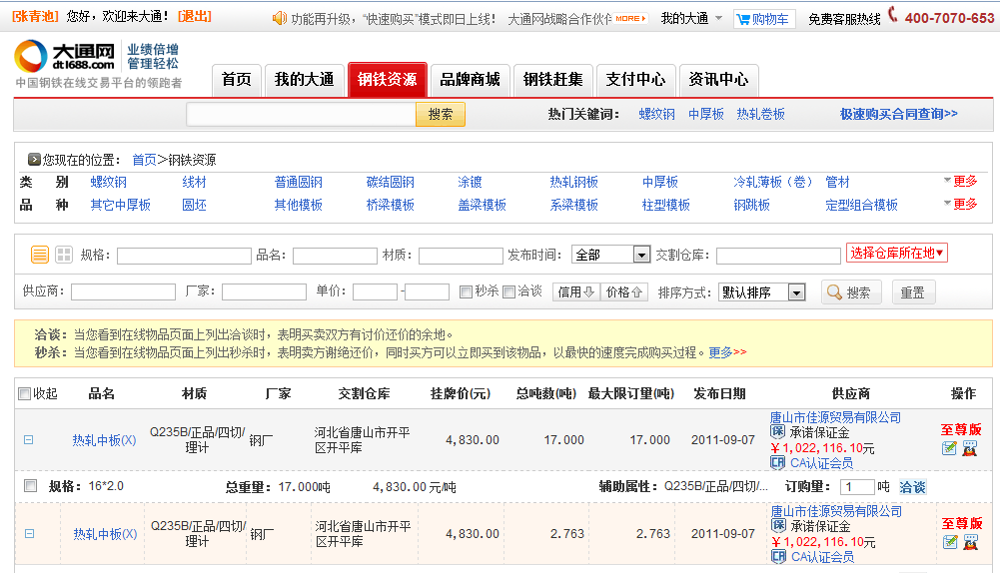 [张青池] 您好，欢迎来大通！ [退出] 功能再升级，“快速购买”模式即日上线！ 大通网战略合作伙伴 MORE 我的大通 购物车 免费客服热线 400-7070-653
大通网 dt1688.com 业绩倍增 管理轻松
中国钢铁在线交易平台的领跑者
首页 我的大通 钢铁资源 品牌商城 钢铁赶集 支付中心 资讯中心
搜索 热门关键词： 螺纹钢 中厚板 热轧卷板 极速购买合同查询>>
您现在的位置： 首页>钢铁资源
类 别 螺纹钢 线材 普通圆钢 碳结圆钢 涂镀 热轧钢板 中厚板 冷轧薄板（卷） 管材 更多
品 种 其它中厚板 圆坯 其他模板 桥梁模板 盖梁模板 系梁模板 柱型模板 钢跳板 定型组合模板 更多
规格： 品名： 材质： 发布时间： 全部 交割仓库： 选择仓库所在地▼
供应商： 厂家： 单价： - 秒杀 洽谈 信用 价格 排序方式： 默认排序 搜索 重置
洽谈：当您看到在线物品页面上列出洽谈时，表明买卖双方有讨价还价的余地。
秒杀：当您看到在线物品页面上列出秒杀时，表明卖方谢绝还价，同时买方可以立即买到该物品，以最快的速度完成购买过程。更多>>
收起 品名 材质 厂家 交割仓库 挂牌价(元) 总吨数(吨) 最大限订量(吨) 发布日期 供应商 操作
热轧中板(X) Q235B/正品/四切/理计 钢厂 河北省唐山市开平区开平库 4,830.00 17.000 17.000 2011-09-07 唐山市佳源贸易有限公司 至尊版
保 承诺保证金
￥1,022,116.10元
CA CA认证会员
规格：16*2.0 总重量：17.000吨 4,830.00 元/吨 辅助属性：Q235B/正品/四切/... 订购量： 1 吨 洽谈
热轧中板(X) Q235B/正品/四切/理计 钢厂 河北省唐山市开平区开平库 4,830.00 2.763 2.763 2011-09-07 唐山市佳源贸易有限公司 至尊版
保 承诺保证金
￥1,022,116.10元
CA CA认证会员